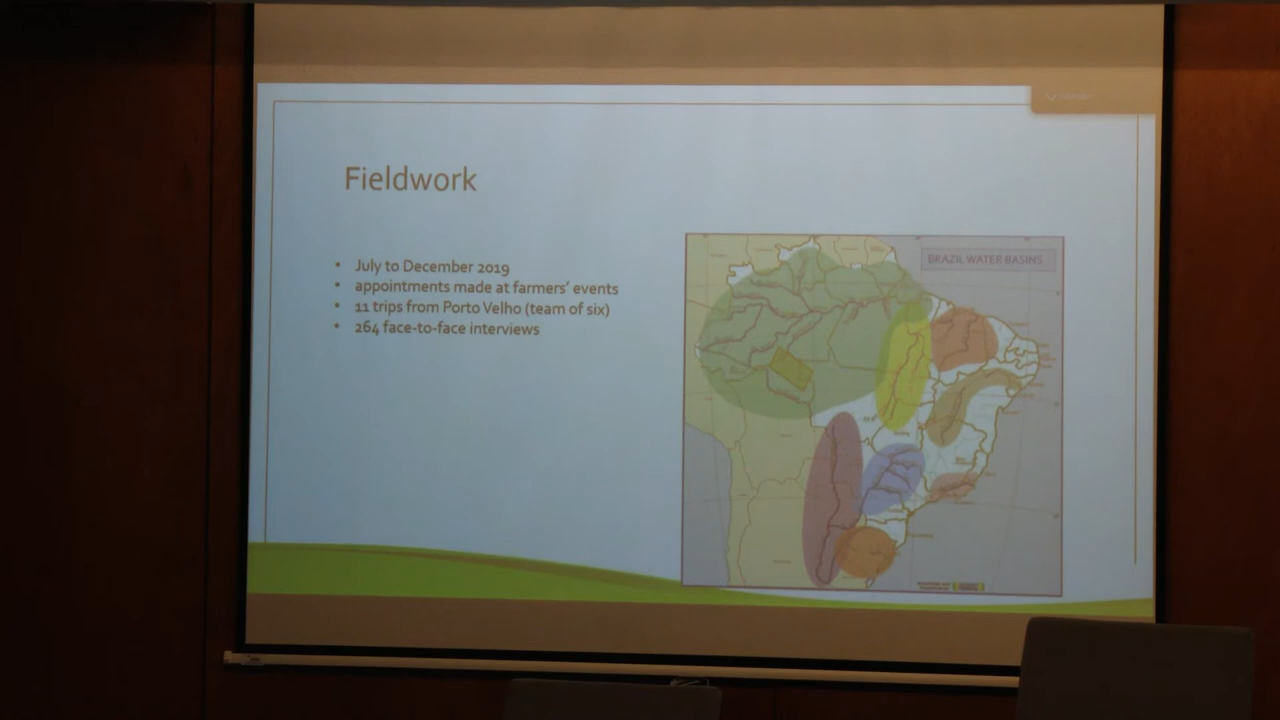 Fieldwork
• July to December 2019
• appointments made at farmers' events
• 11 trips from Porto Velho (team of six)
• 264 face-to-face interviews
BRAZIL WATER BASINS